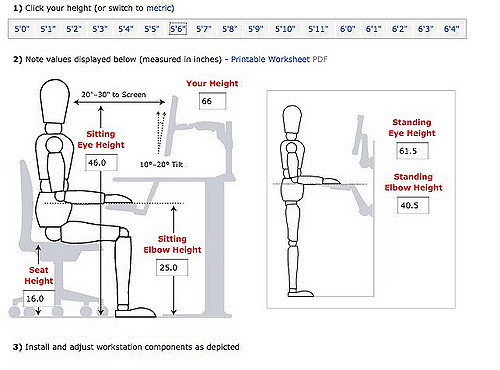 1) Click your height (or switch to metric)
5'0" 5'1" 5'2" 5'3" 5'4" 5'5" 5'6" 5'7" 5'8" 5'9" 5'10" 5'11" 6'0" 6'1" 6'2" 6'3" 6'4"
2) Note values displayed below (measured in inches) - Printable Worksheet PDF
Your Height
66
20"-30" to Screen
Sitting
Eye Height
46.0
10°-20° Tilt
Standing
Eye Height
61.5
Standing
Elbow Height
40.5
Sitting
Elbow Height
25.0
Seat
Height
16.0
3) Install and adjust workstation components as depicted